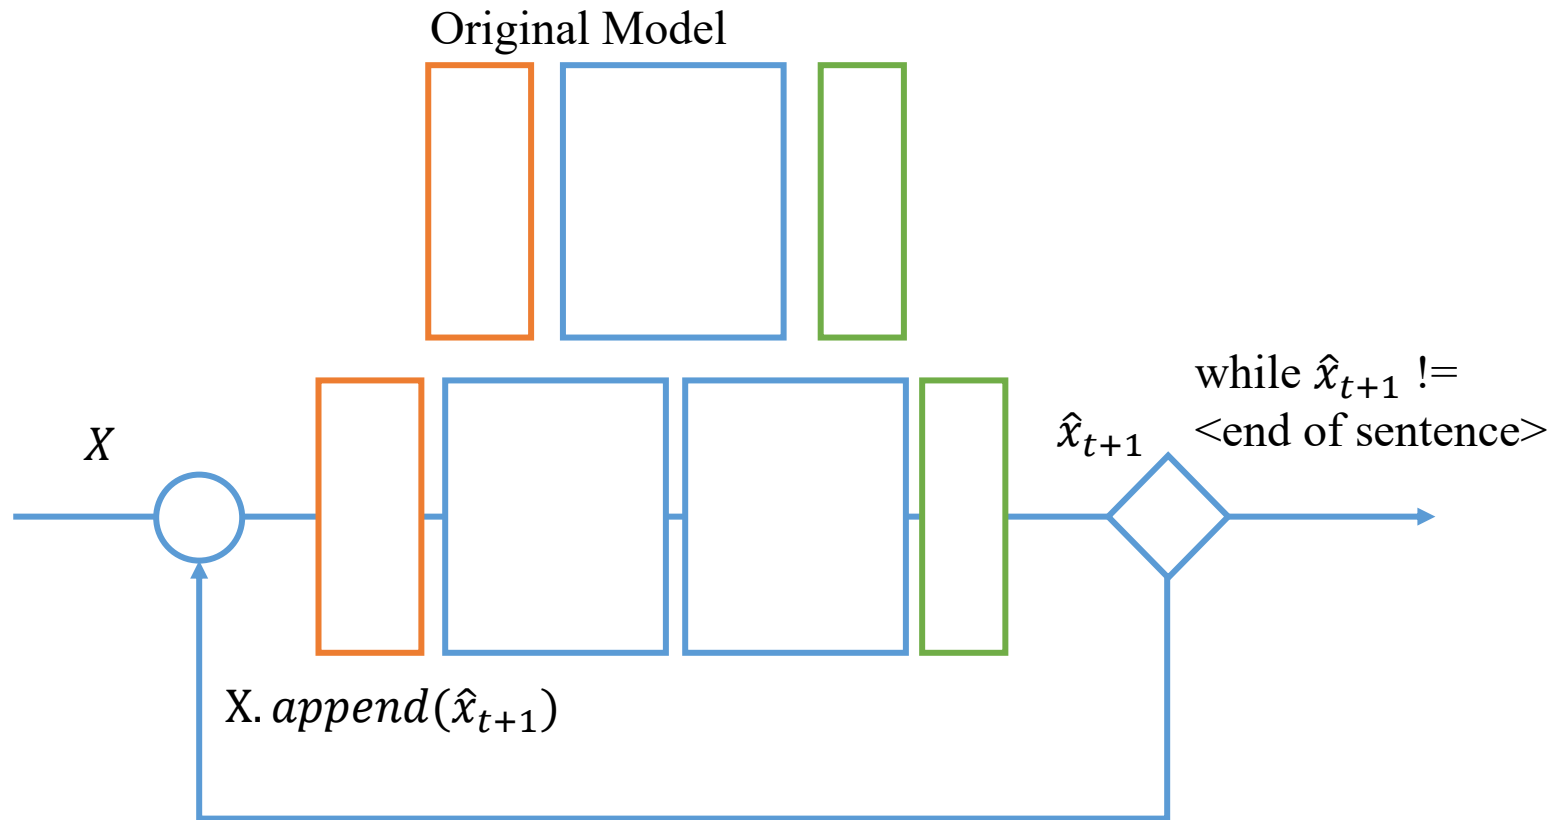 Original Model
while x̂ₜ₊₁ !=
<end of sentence>
X
x̂ₜ₊₁
X. append(x̂ₜ₊₁)